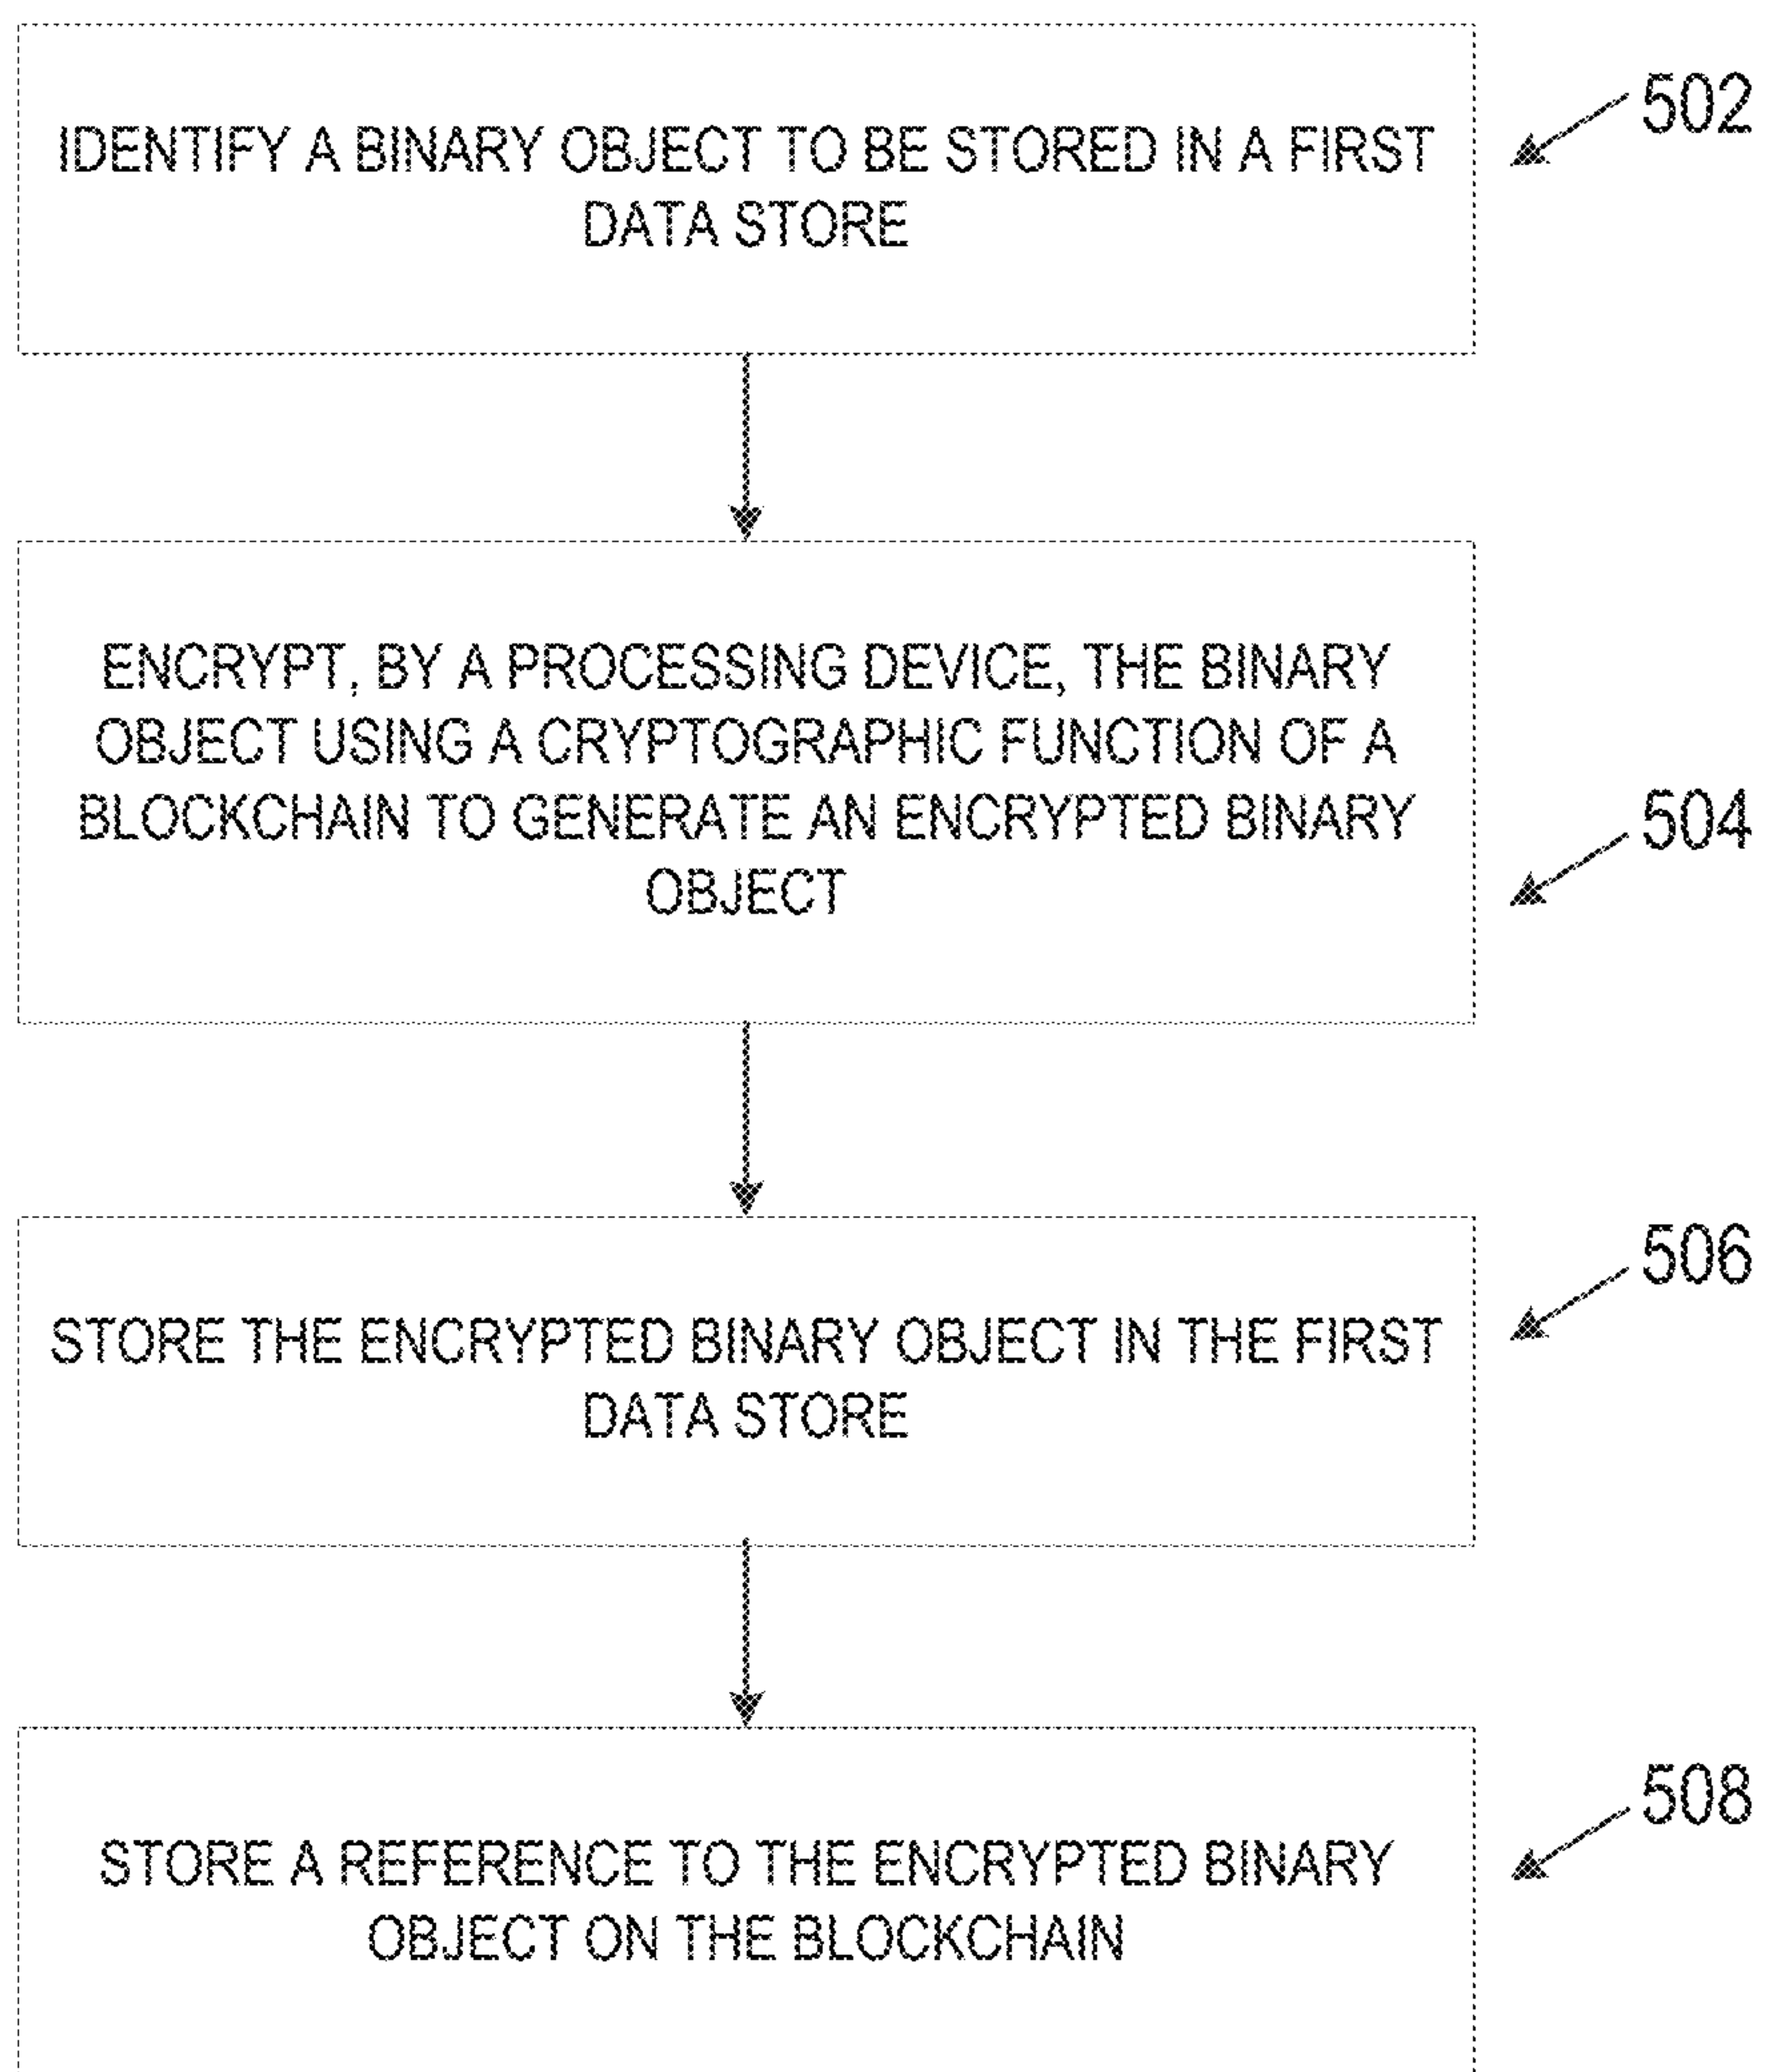 502
IDENTIFY A BINARY OBJECT TO BE STORED IN A FIRST
DATA STORE
ENCRYPT, BY A PROCESSING DEVICE, THE BINARY
OBJECT USING A CRYPTOGRAPHIC FUNCTION OF A
BLOCKCHAIN TO GENERATE AN ENCRYPTED BINARY
OBJECT
504
506
STORE THE ENCRYPTED BINARY OBJECT IN THE FIRST
DATA STORE
508
STORE A REFERENCE TO THE ENCRYPTED BINARY
OBJECT ON THE BLOCKCHAIN